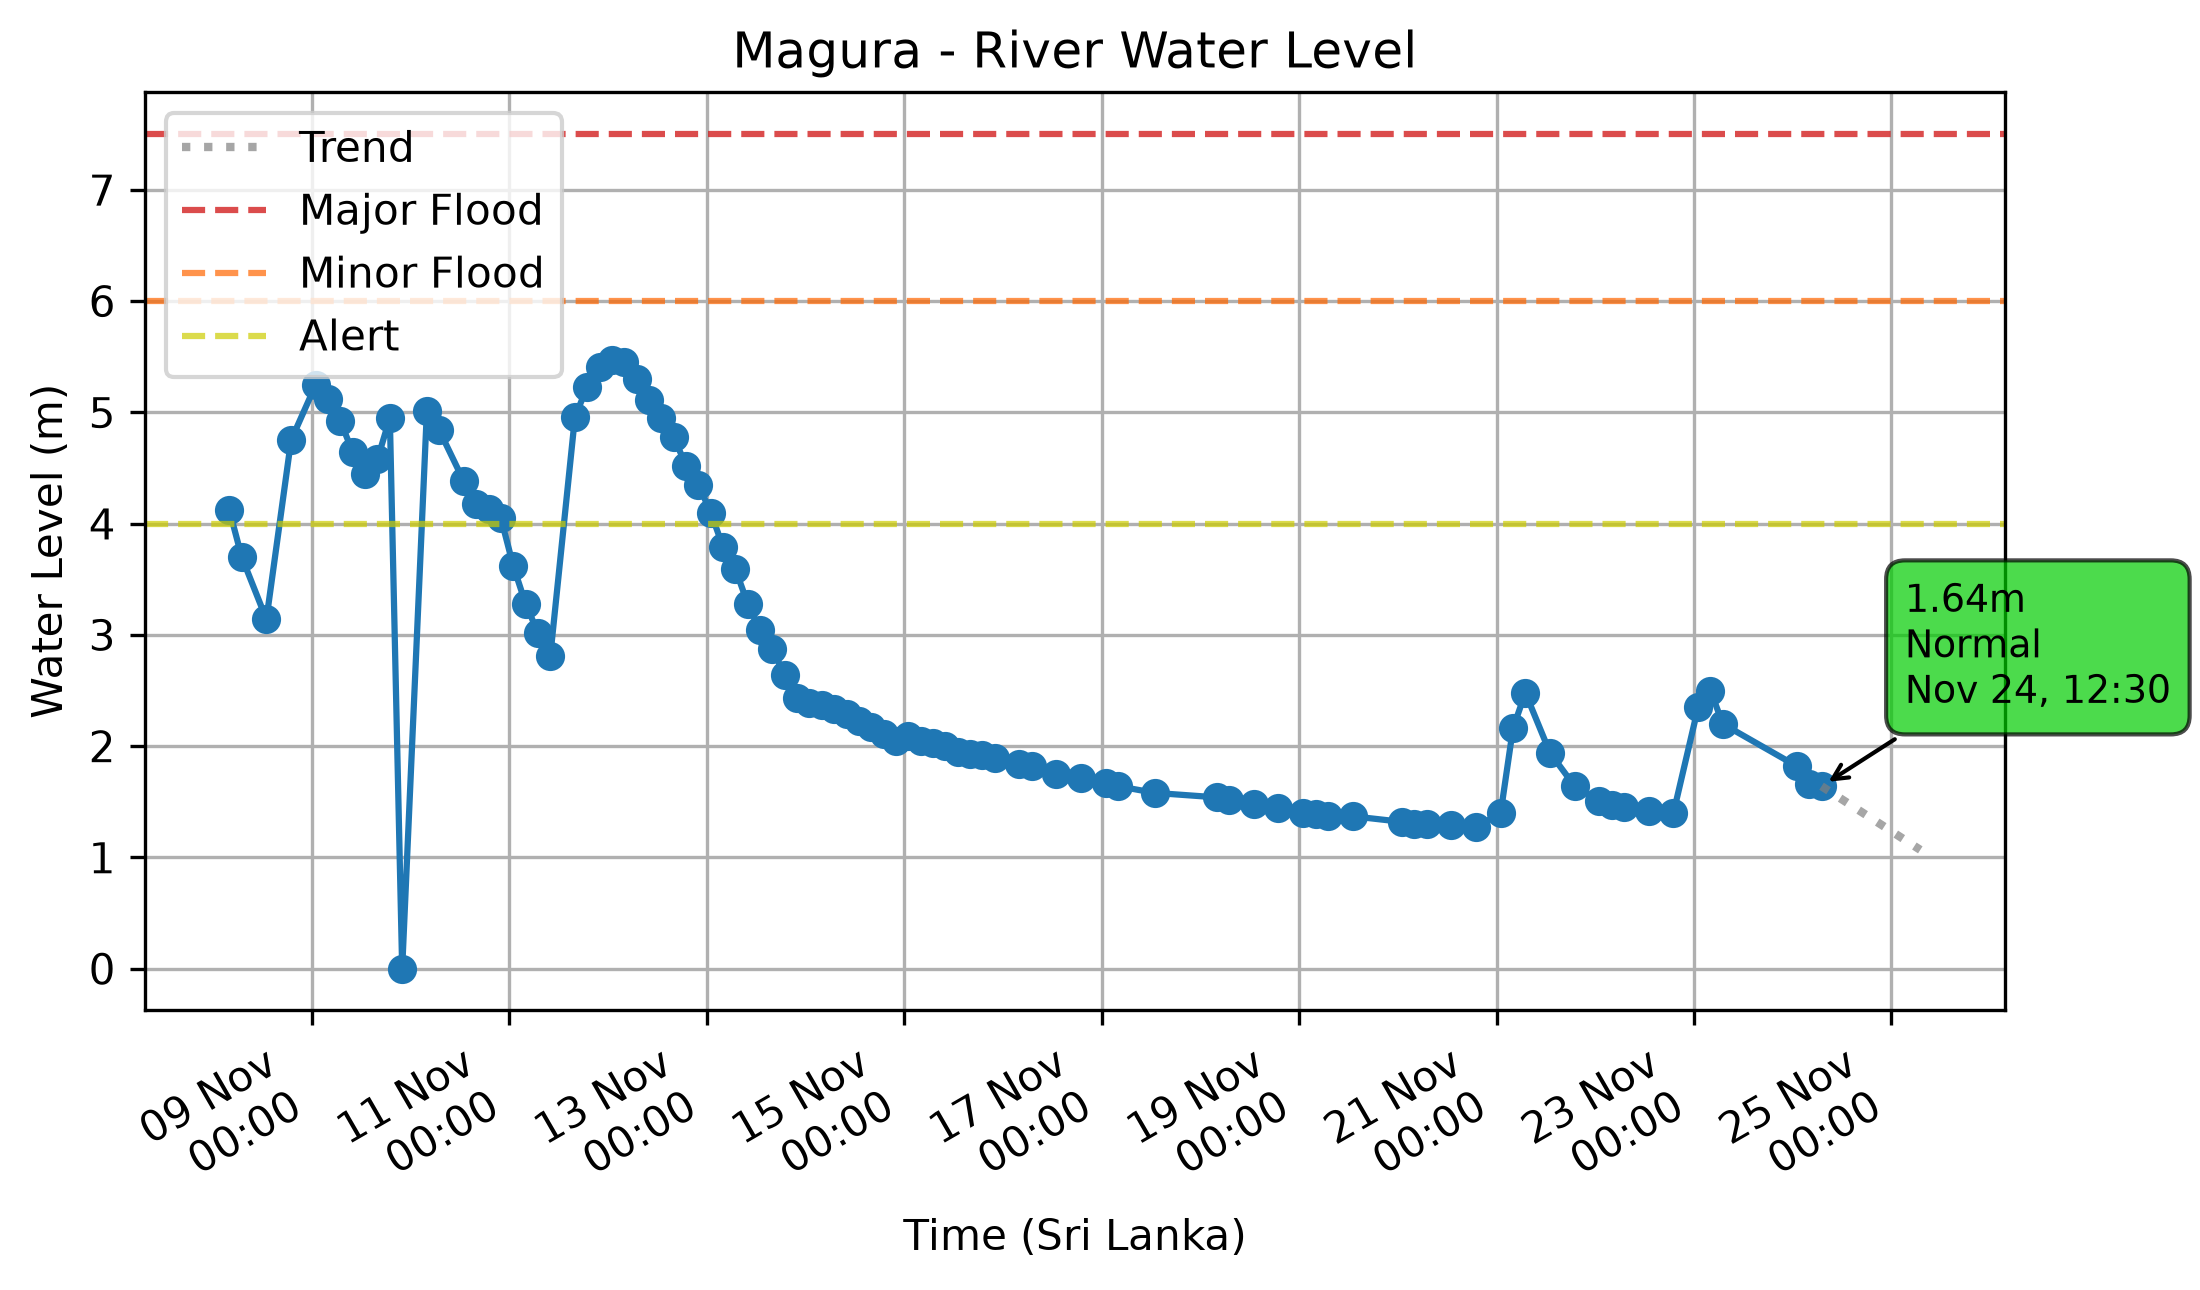 Magura - River Water Level
Trend
Major Flood
Minor Flood
Alert
Water Level (m)
7
6
5
4
3
2
1
0
1.64m
Normal
Nov 24, 12:30
09 Nov
00:00
11 Nov
00:00
13 Nov
00:00
15 Nov
00:00
17 Nov
00:00
19 Nov
00:00
21 Nov
00:00
23 Nov
00:00
25 Nov
00:00
Time (Sri Lanka)